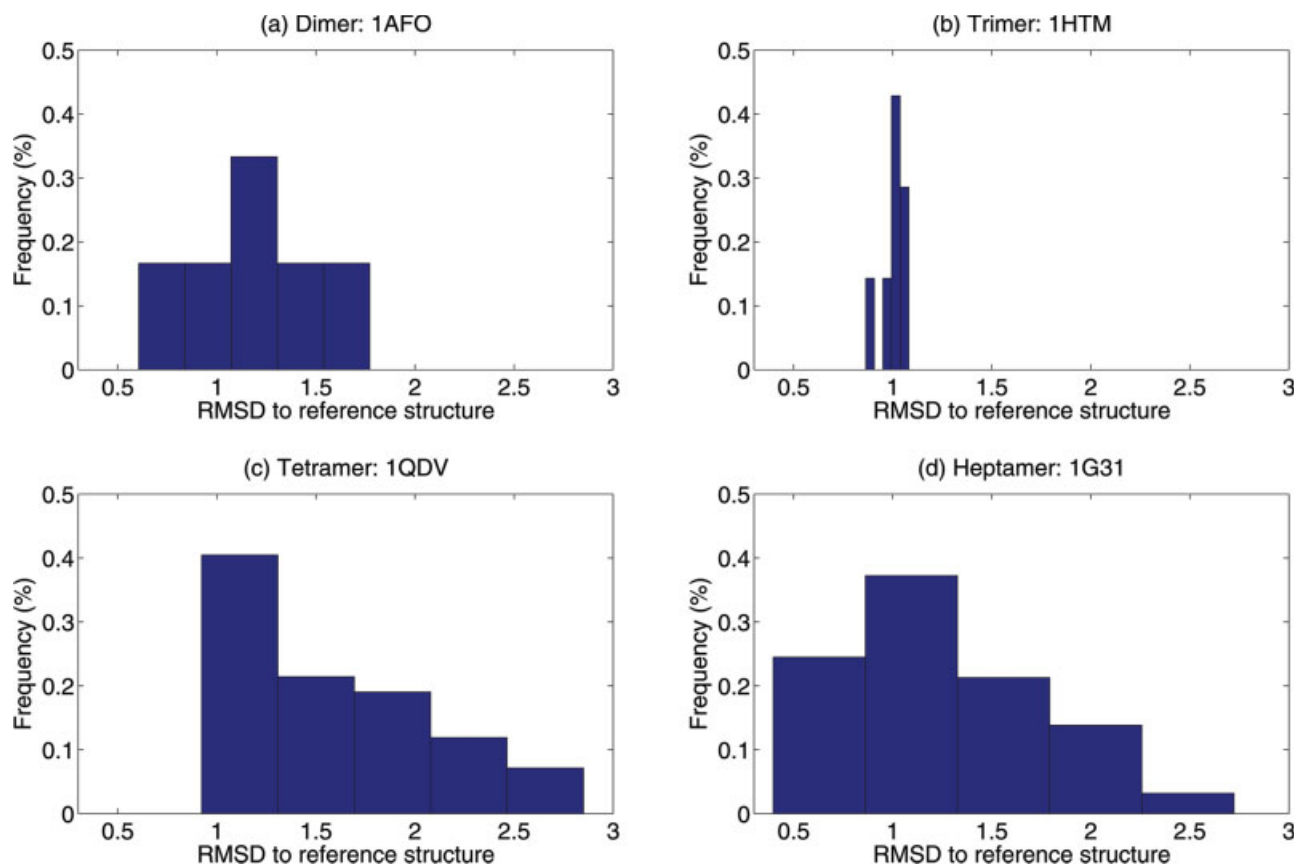 (a) Dimer: 1AFO
(b) Trimer: 1HTM
0.5
0.4
0.3
0.2
0.1
0
Frequency (%)
0.5 1 1.5 2 2.5 3
RMSD to reference structure
0.5
0.4
0.3
0.2
0.1
0
Frequency (%)
0.5 1 1.5 2 2.5 3
RMSD to reference structure
(c) Tetramer: 1QDV
(d) Heptamer: 1G31
0.5
0.4
0.3
0.2
0.1
0
Frequency (%)
0.5 1 1.5 2 2.5 3
RMSD to reference structure
0.5
0.4
0.3
0.2
0.1
0
Frequency (%)
0.5 1 1.5 2 2.5 3
RMSD to reference structure